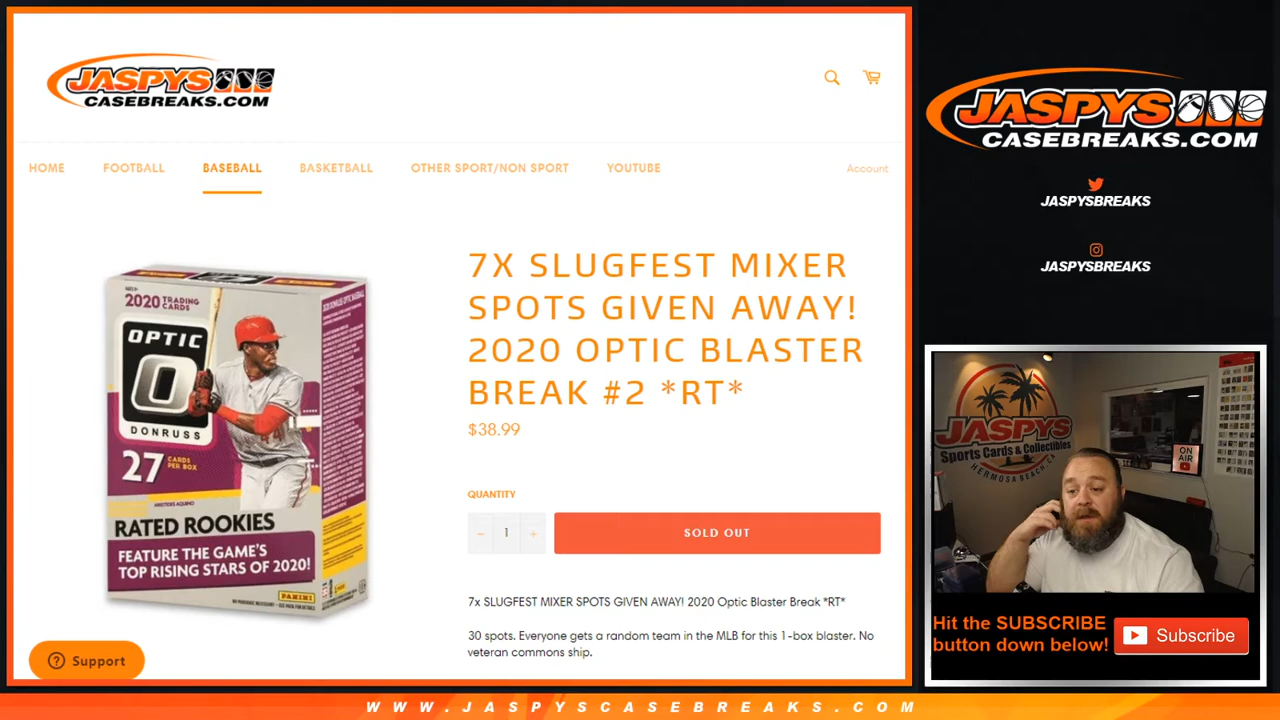 JASPYS
CASEBREAKS.COM
HOME
FOOTBALL
BASEBALL
BASKETBALL
OTHER SPORT/NON SPORT
YOUTUBE
Account
2020 TRADING
CARDS
OPTIC
DONRUSS
27 CARDS
PER BOX
ARISTIDES AQUINO
RATED ROOKIES
FEATURE THE GAME'S
TOP RISING STARS OF 2020!
PANINI
7X SLUGFEST MIXER
SPOTS GIVEN AWAY!
2020 OPTIC BLASTER
BREAK #2 *RT*
$38.99
QUANTITY
− 1 +
SOLD OUT
7x SLUGFEST MIXER SPOTS GIVEN AWAY! 2020 Optic Blaster Break *RT*
30 spots. Everyone gets a random team in the MLB for this 1-box blaster. No
veteran commons ship.
Support
JASPYS
CASEBREAKS.COM
JASPYSBREAKS
JASPYSBREAKS
JASPYS
Sports Cards & Collectibles
HERMOSA BEACH, CA
ON
AIR
Hit the SUBSCRIBE
button down below!
Subscribe
WWW.JASPYSCASEBREAKS.COM